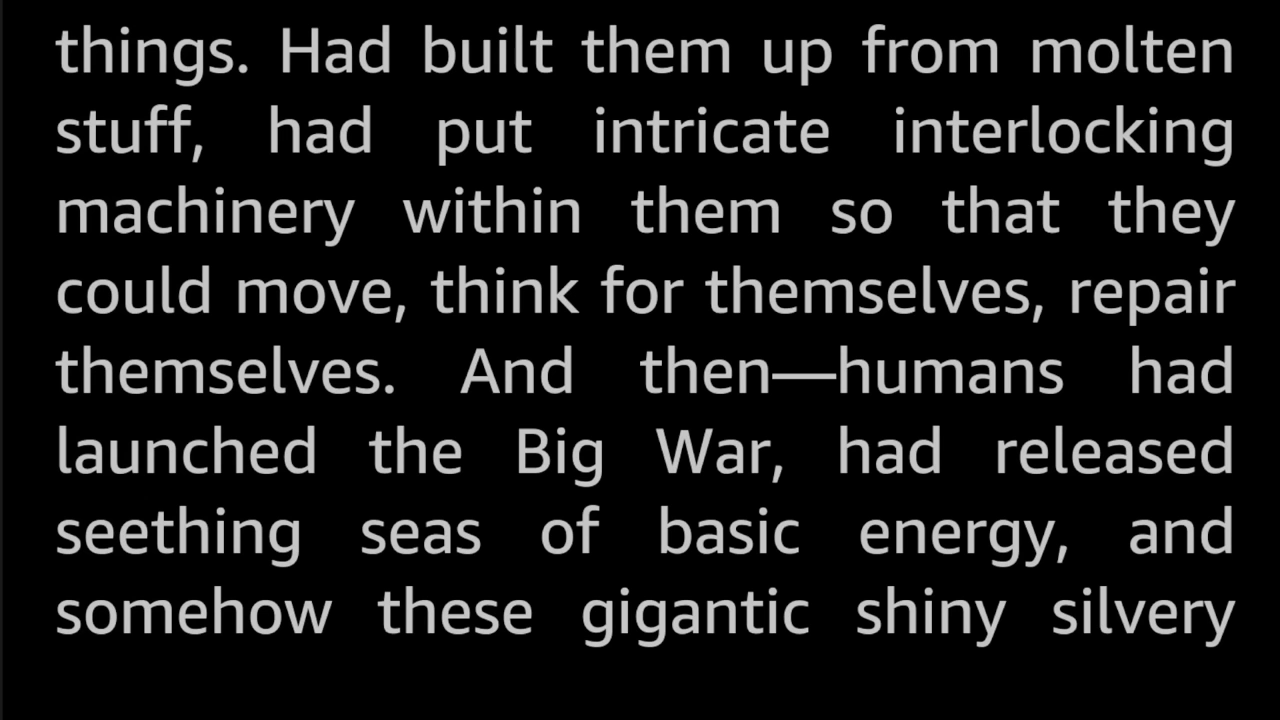 things. Had built them up from molten
stuff, had put intricate interlocking
machinery within them so that they
could move, think for themselves, repair
themselves. And then—humans had
launched the Big War, had released
seething seas of basic energy, and
somehow these gigantic shiny silvery